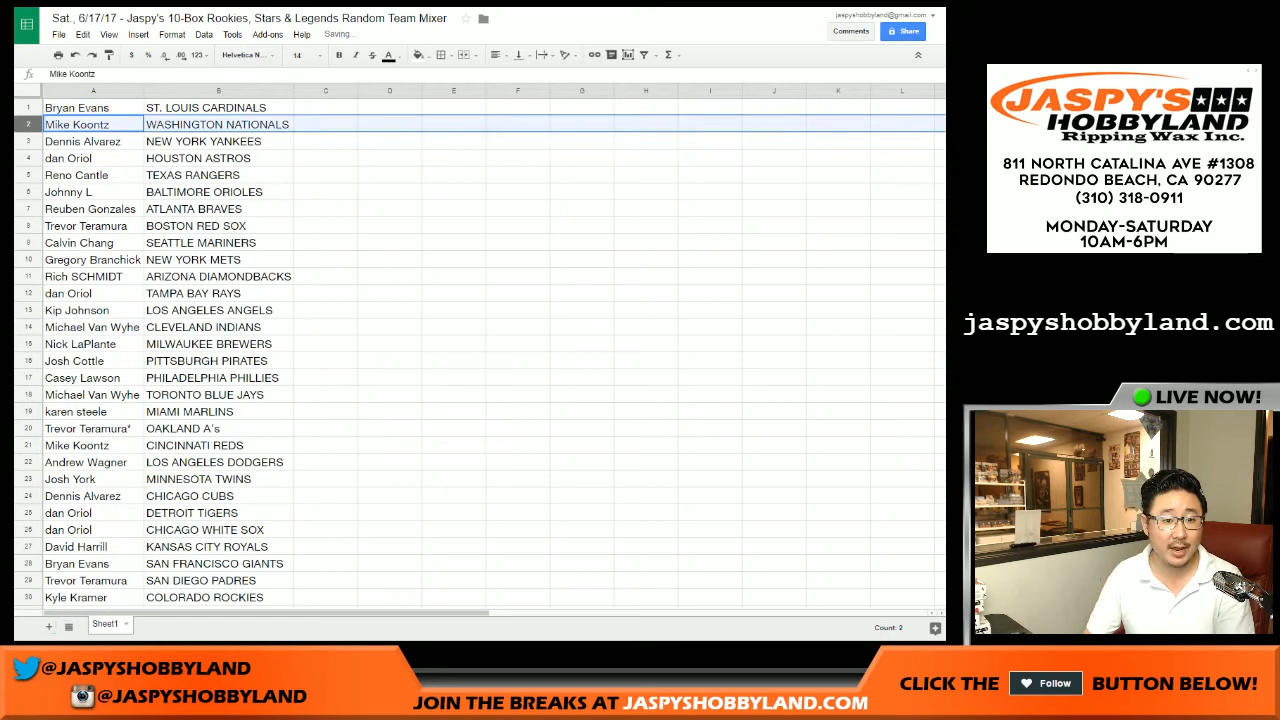 Sat., 6/17/17 - Jaspy's 10-Box Rookies, Stars & Legends Random Team Mixer
jaspyshobbyland@gmail.com
File Edit View Insert Format Data Tools Add-ons Help Saving...
Comments Share
$ % .0 .00 123 Helvetica N... 14 B I S A
fx Mike Koontz
A B C D E F G H I J K L
1 Bryan Evans ST. LOUIS CARDINALS
2 Mike Koontz WASHINGTON NATIONALS
3 Dennis Alvarez NEW YORK YANKEES
4 dan Oriol HOUSTON ASTROS
5 Reno Cantle TEXAS RANGERS
6 Johnny L BALTIMORE ORIOLES
7 Reuben Gonzales ATLANTA BRAVES
8 Trevor Teramura BOSTON RED SOX
9 Calvin Chang SEATTLE MARINERS
10 Gregory Branchick NEW YORK METS
11 Rich SCHMIDT ARIZONA DIAMONDBACKS
12 dan Oriol TAMPA BAY RAYS
13 Kip Johnson LOS ANGELES ANGELS
14 Michael Van Wyhe CLEVELAND INDIANS
15 Nick LaPlante MILWAUKEE BREWERS
16 Josh Cottle PITTSBURGH PIRATES
17 Casey Lawson PHILADELPHIA PHILLIES
18 Michael Van Wyhe TORONTO BLUE JAYS
19 karen steele MIAMI MARLINS
20 Trevor Teramura* OAKLAND A's
21 Mike Koontz CINCINNATI REDS
22 Andrew Wagner LOS ANGELES DODGERS
23 Josh York MINNESOTA TWINS
24 Dennis Alvarez CHICAGO CUBS
25 dan Oriol DETROIT TIGERS
26 dan Oriol CHICAGO WHITE SOX
27 David Harrill KANSAS CITY ROYALS
28 Bryan Evans SAN FRANCISCO GIANTS
29 Trevor Teramura SAN DIEGO PADRES
30 Kyle Kramer COLORADO ROCKIES
Sheet1
Count: 2
JASPY'S
HOBBYLAND
Ripping Wax Inc.
811 NORTH CATALINA AVE #1308
REDONDO BEACH, CA 90277
(310) 318-0911
MONDAY-SATURDAY
10AM-6PM
jaspyshobbyland.com
LIVE NOW!
@JASPYSHOBBYLAND
@JASPYSHOBBYLAND
JOIN THE BREAKS AT JASPYSHOBBYLAND.COM
CLICK THE Follow BUTTON BELOW!